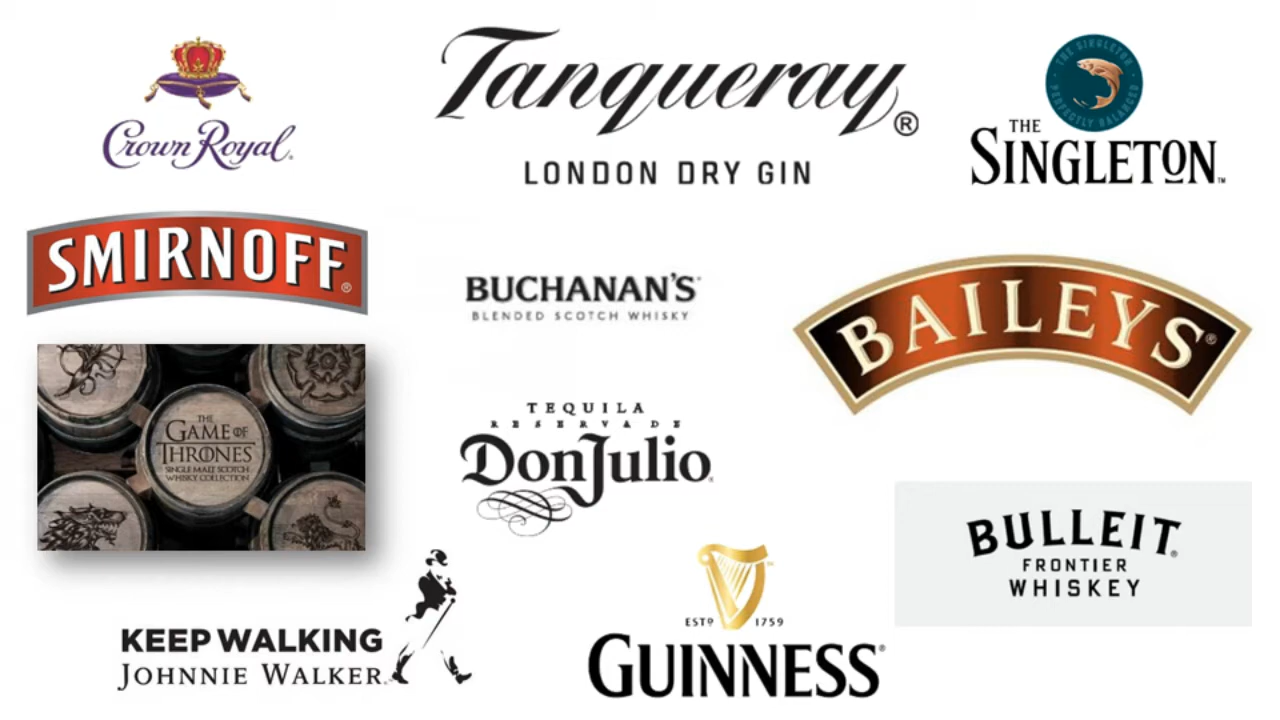 Crown Royal
Tanqueray®
LONDON DRY GIN
THE SINGLETON
PERFECTLY BALANCED
THE
SINGLETON™
SMIRNOFF®
BUCHANAN'S
BLENDED SCOTCH WHISKY
BAILEYS®
THE
GAME OF
THRONES
SINGLE MALT SCOTCH
WHISKY COLLECTION
TEQUILA
RESERVA DE
Don Julio
BULLEIT®
FRONTIER
WHISKEY
KEEP WALKING
JOHNNIE WALKER.
ESTD 1759
GUINNESS®